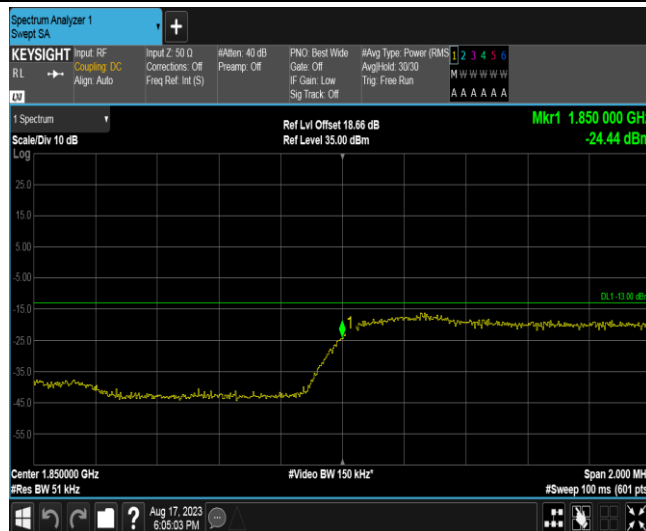 Spectrum Analyzer 1
Swept SA
+
KEYSIGHT
RL
Input: RF
Coupling: DC
Align: Auto
Input Z: 50 Ω
Corrections: Off
Freq Ref: Int (S)
#Atten: 40 dB
Preamp: Off
PNO: Best Wide
Gate: Off
IF Gain: Low
Sig Track: Off
#Avg Type: Power (RMS
Avg|Hold: 30/30
Trig: Free Run
1 2 3 4 5 6
M W W W W W
A A A A A A
1 Spectrum
Scale/Div 10 dB
Log
Ref Lvl Offset 18.66 dB
Ref Level 35.00 dBm
Mkr1 1.850 000 GHz
-24.44 dBm
25.0
15.0
5.00
-5.00
-15.0
-25.0
-35.0
-45.0
-55.0
DL1 -13.00 dBm
1
Center 1.850000 GHz
#Res BW 51 kHz
#Video BW 150 kHz*
Span 2.000 MH
#Sweep 100 ms (601 pts
?
Aug 17, 2023
6:05:03 PM